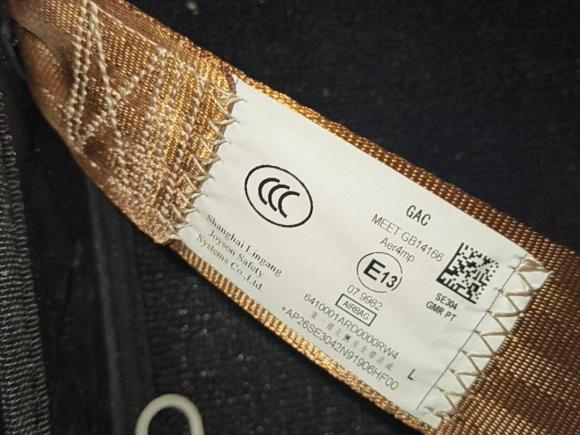 CCC
Shanghai Lingang
Joyson Safety
Systems Co.,Ltd.
GAC
MEET GB14166
Aer4mp
E13
07.9982
AIRBAG
6410001ARD0000RW4
L
*AP26SE3042N91906HF00
SE304
GMR PT